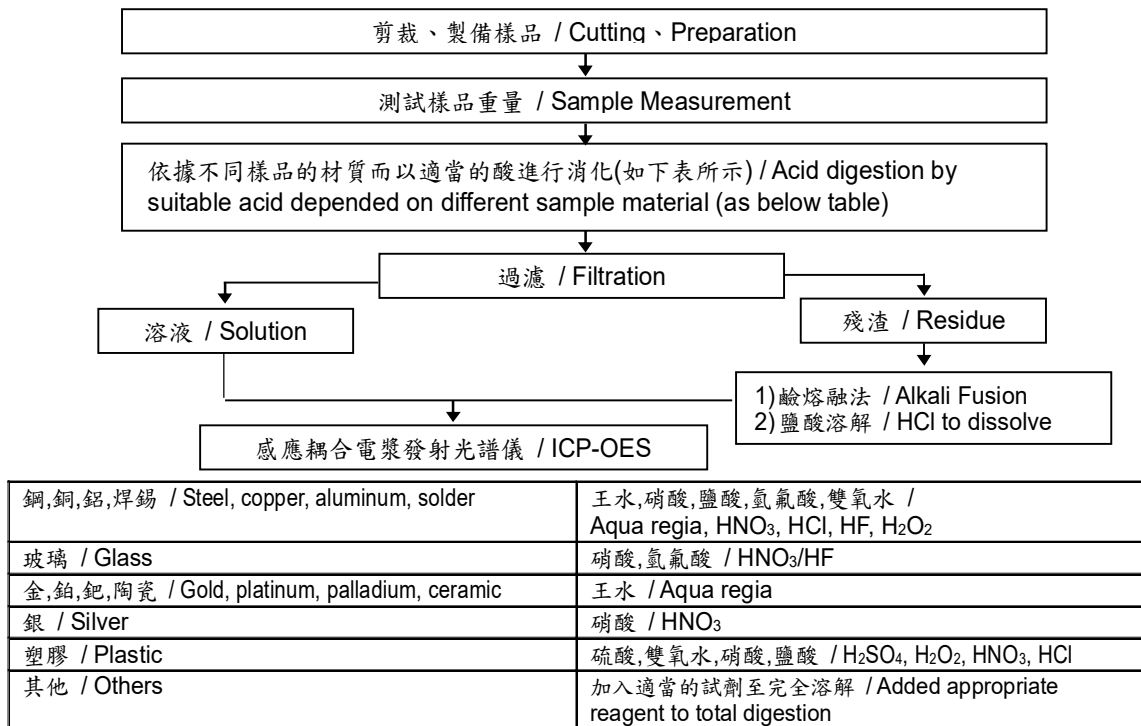 剪裁、製備樣品 / Cutting、Preparation
測試樣品重量 / Sample Measurement
依據不同樣品的材質而以適當的酸進行消化(如下表所示) / Acid digestion by
suitable acid depended on different sample material (as below table)
過濾 / Filtration
溶液 / Solution
殘渣 / Residue
1)鹼熔融法 / Alkali Fusion
2)鹽酸溶解 / HCl to dissolve
感應耦合電漿發射光譜儀 / ICP-OES
鋼,銅,鋁,焊錫 / Steel, copper, aluminum, solder
王水,硝酸,鹽酸,氫氟酸,雙氧水 /
Aqua regia, HNO₃, HCl, HF, H₂O₂
玻璃 / Glass
硝酸,氫氟酸 / HNO₃/HF
金,鉑,鈀,陶瓷 / Gold, platinum, palladium, ceramic
王水 / Aqua regia
銀 / Silver
硝酸 / HNO₃
塑膠 / Plastic
硫酸,雙氧水,硝酸,鹽酸 / H₂SO₄, H₂O₂, HNO₃, HCl
其他 / Others
加入適當的試劑至完全溶解 / Added appropriate
reagent to total digestion